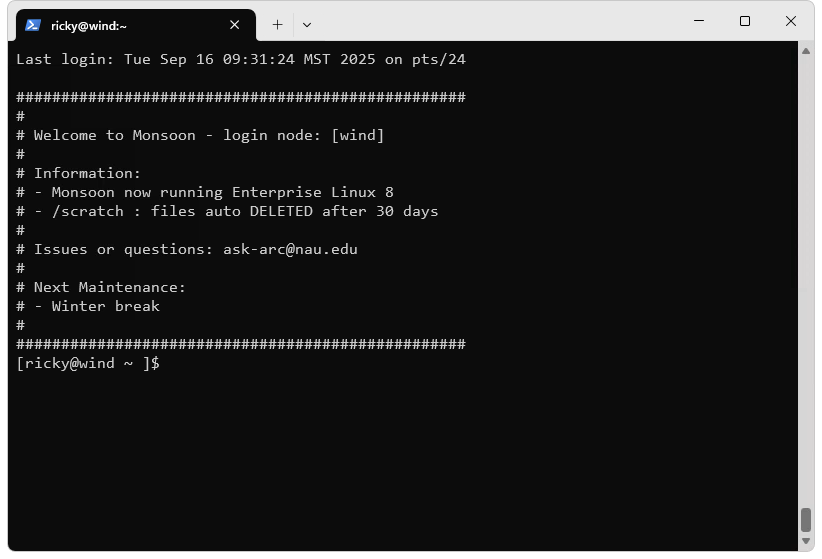 ricky@wind:~
Last login: Tue Sep 16 09:31:24 MST 2025 on pts/24
##################################################
#
# Welcome to Monsoon - login node: [wind]
#
# Information:
# - Monsoon now running Enterprise Linux 8
# - /scratch : files auto DELETED after 30 days
#
# Issues or questions: ask-arc@nau.edu
#
# Next Maintenance:
# - Winter break
#
##################################################
[ricky@wind ~ ]$